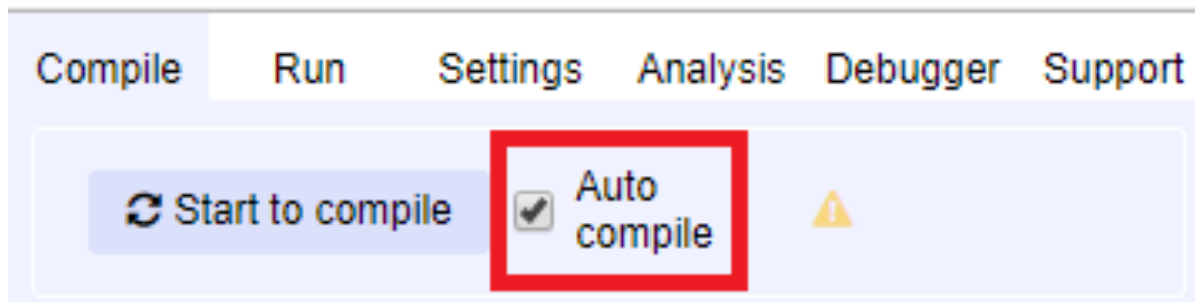 Compile Run Settings Analysis Debugger Support
Start to compile
Auto
compile